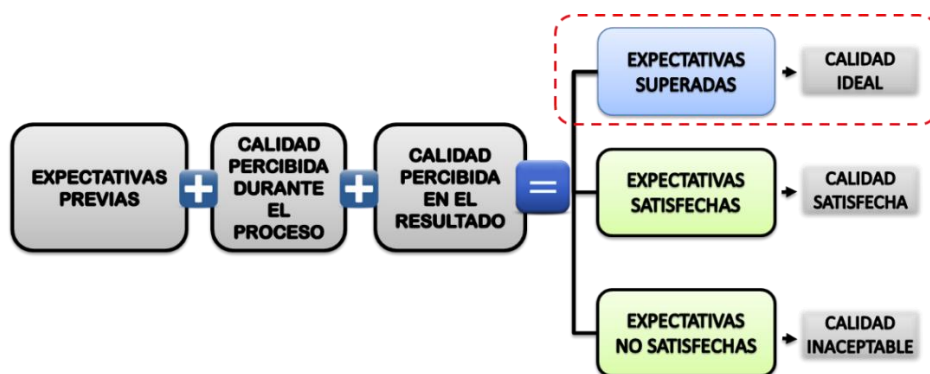 EXPECTATIVAS
PREVIAS
+
CALIDAD
PERCIBIDA
DURANTE
EL
PROCESO
+
CALIDAD
PERCIBIDA
EN EL
RESULTADO
=
EXPECTATIVAS
SUPERADAS
CALIDAD
IDEAL
EXPECTATIVAS
SATISFECHAS
CALIDAD
SATISFECHA
EXPECTATIVAS
NO SATISFECHAS
CALIDAD
INACEPTABLE